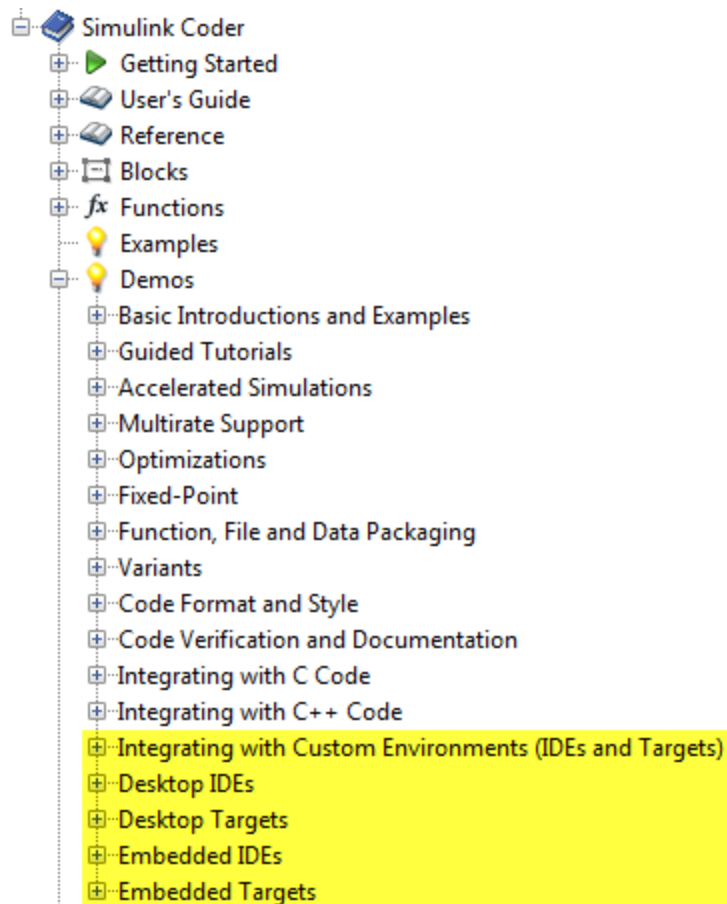 Simulink Coder
Getting Started
User's Guide
Reference
Blocks
fx Functions
Examples
Demos
Basic Introductions and Examples
Guided Tutorials
Accelerated Simulations
Multirate Support
Optimizations
Fixed-Point
Function, File and Data Packaging
Variants
Code Format and Style
Code Verification and Documentation
Integrating with C Code
Integrating with C++ Code
Integrating with Custom Environments (IDEs and Targets)
Desktop IDEs
Desktop Targets
Embedded IDEs
Embedded Targets